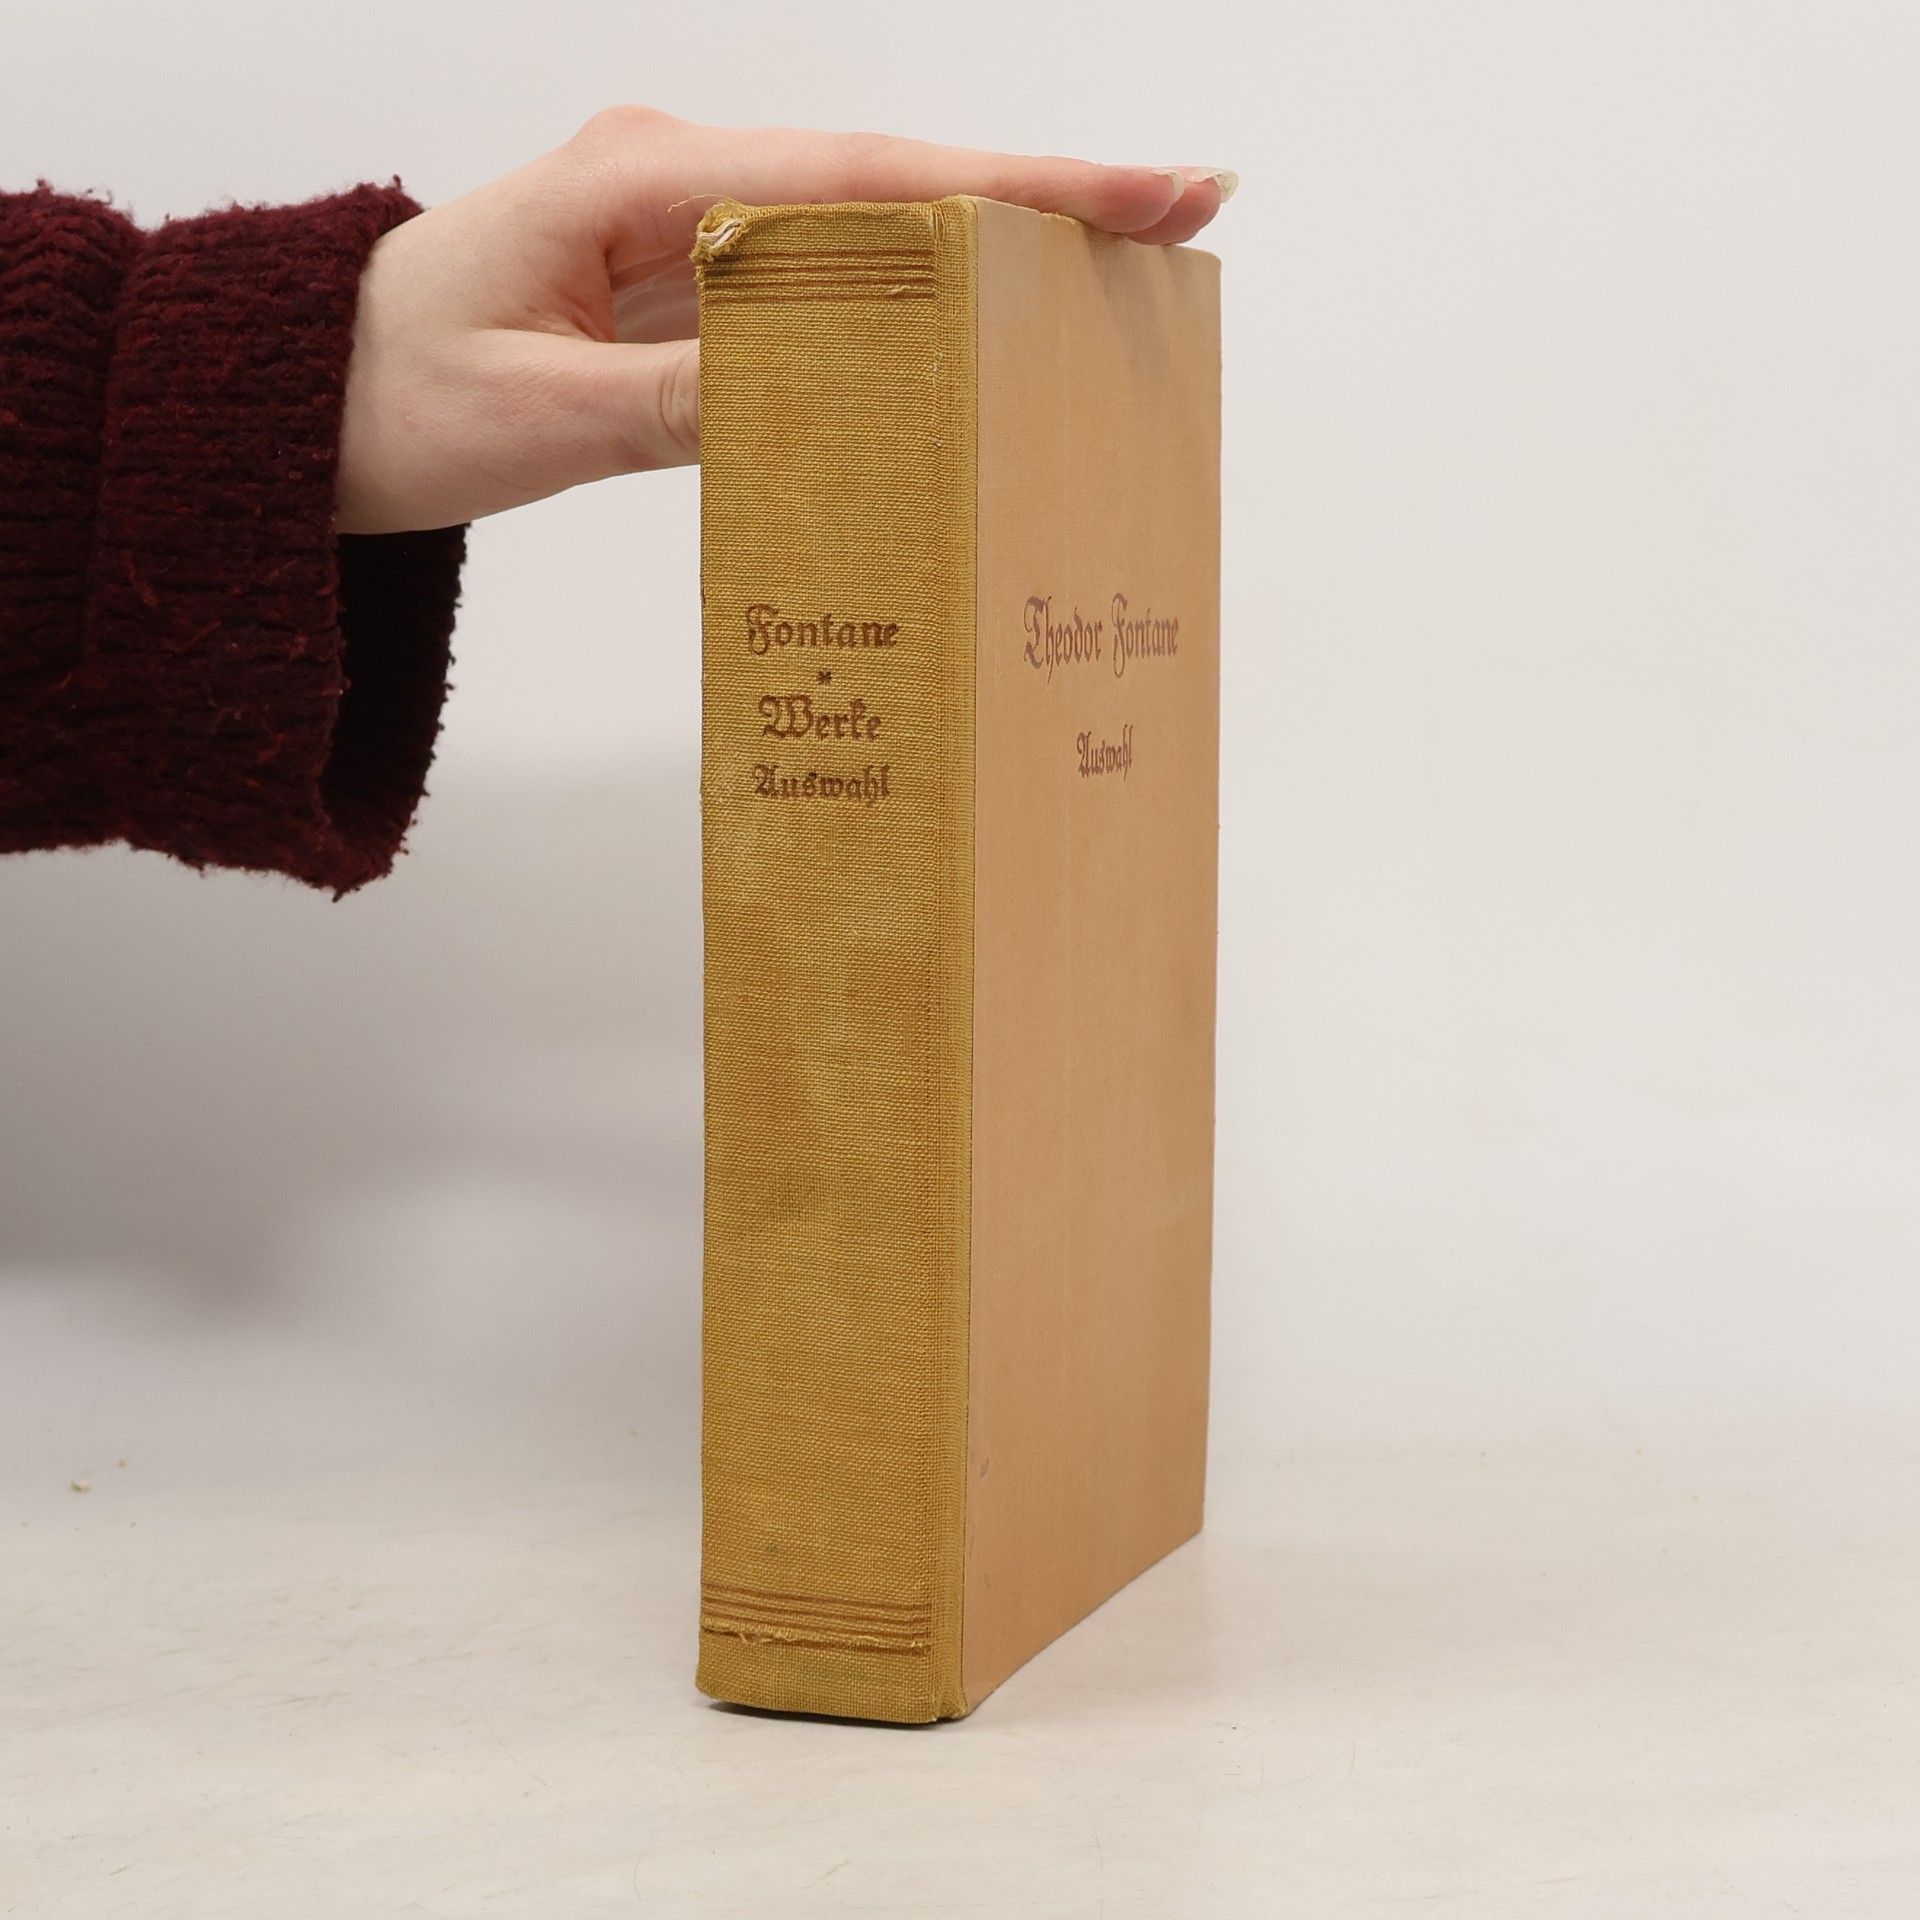 Fontane
*
Werke
Auswahl
Theodor Fontane
Auswahl